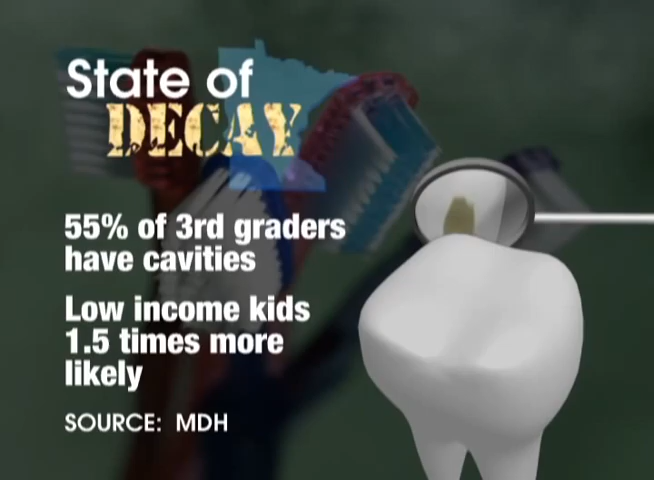 State of
DECAY
55% of 3rd graders
have cavities
Low income kids
1.5 times more
likely
SOURCE: MDH